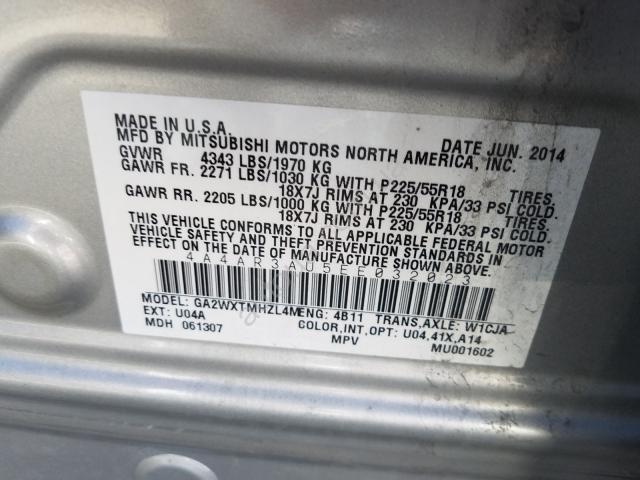 MADE IN U.S.A. DATE JUN. 2014
MFD BY MITSUBISHI MOTORS NORTH AMERICA, INC.
GVWR 4343 LBS/1970 KG
GAWR FR. 2271 LBS/1030 KG WITH P225/55R18 TIRES.
18X7J RIMS AT 230 KPA/33 PSI COLD.
GAWR RR. 2205 LBS/1000 KG WITH P225/55R18 TIRES.
18X7J RIMS AT 230 KPA/33 PSI COLD.
THIS VEHICLE CONFORMS TO ALL APPLICABLE FEDERAL MOTOR
VEHICLE SAFETY AND THEFT PREVENTION STANDARDS IN
EFFECT ON THE DATE OF MANUFACTURE SHOWN ABOVE.
4A4AR3AU5EE032023
MODEL: GA2WXTMHZL4M ENG: 4B11 TRANS,AXLE: W1CJA
EXT: U04A COLOR,INT,OPT: U04,41X,A14
MDH 061307 MPV MU001602